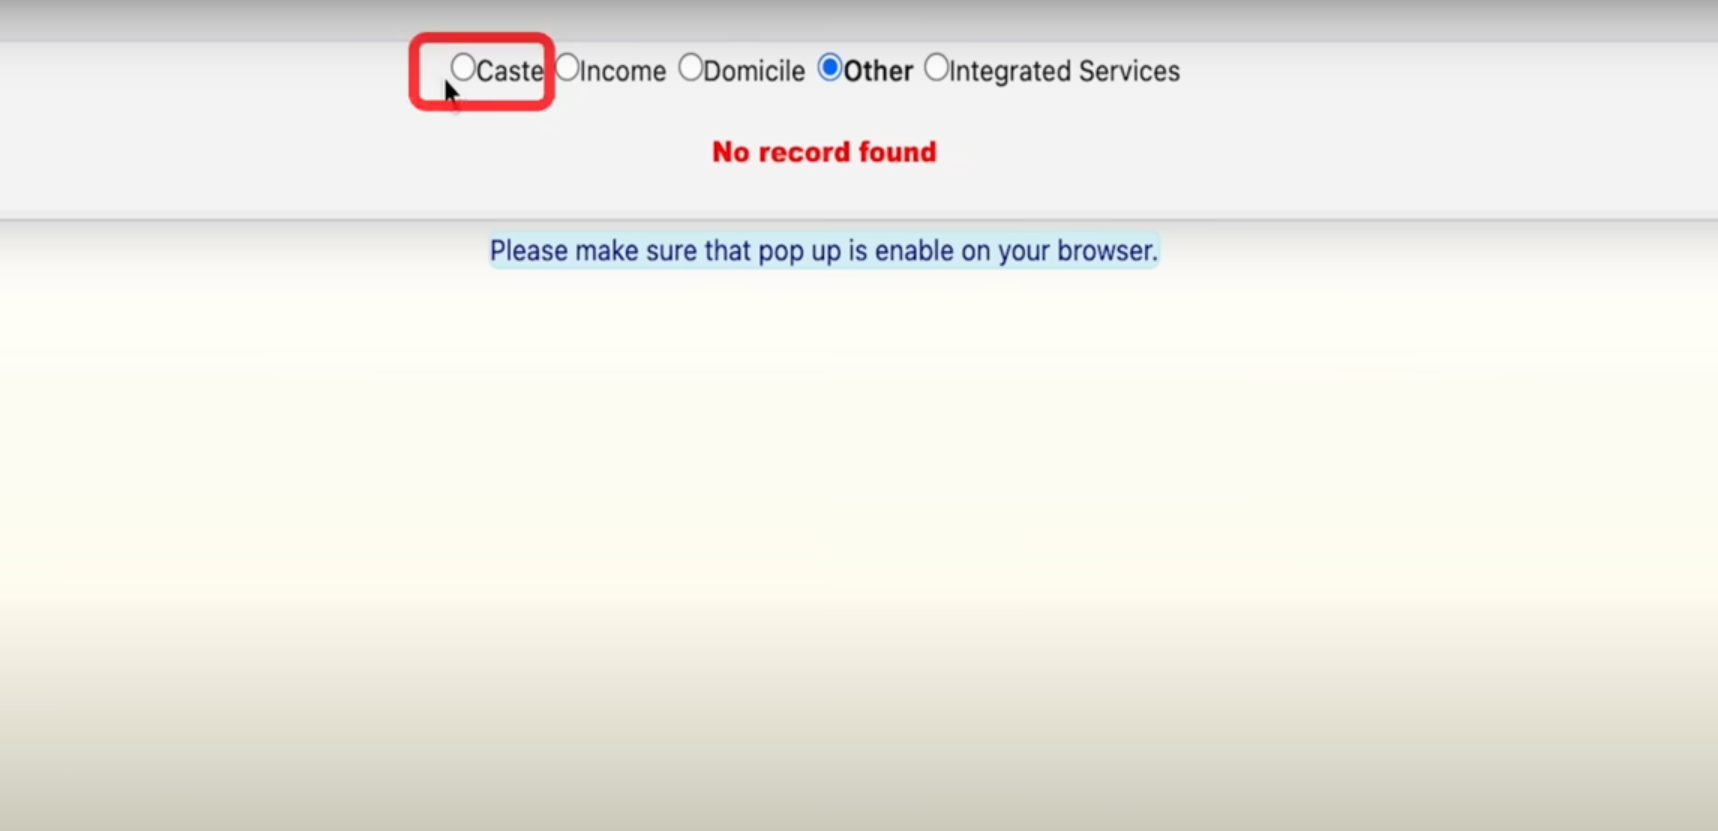 Caste Income Domicile Other Integrated Services
No record found
Please make sure that pop up is enable on your browser.